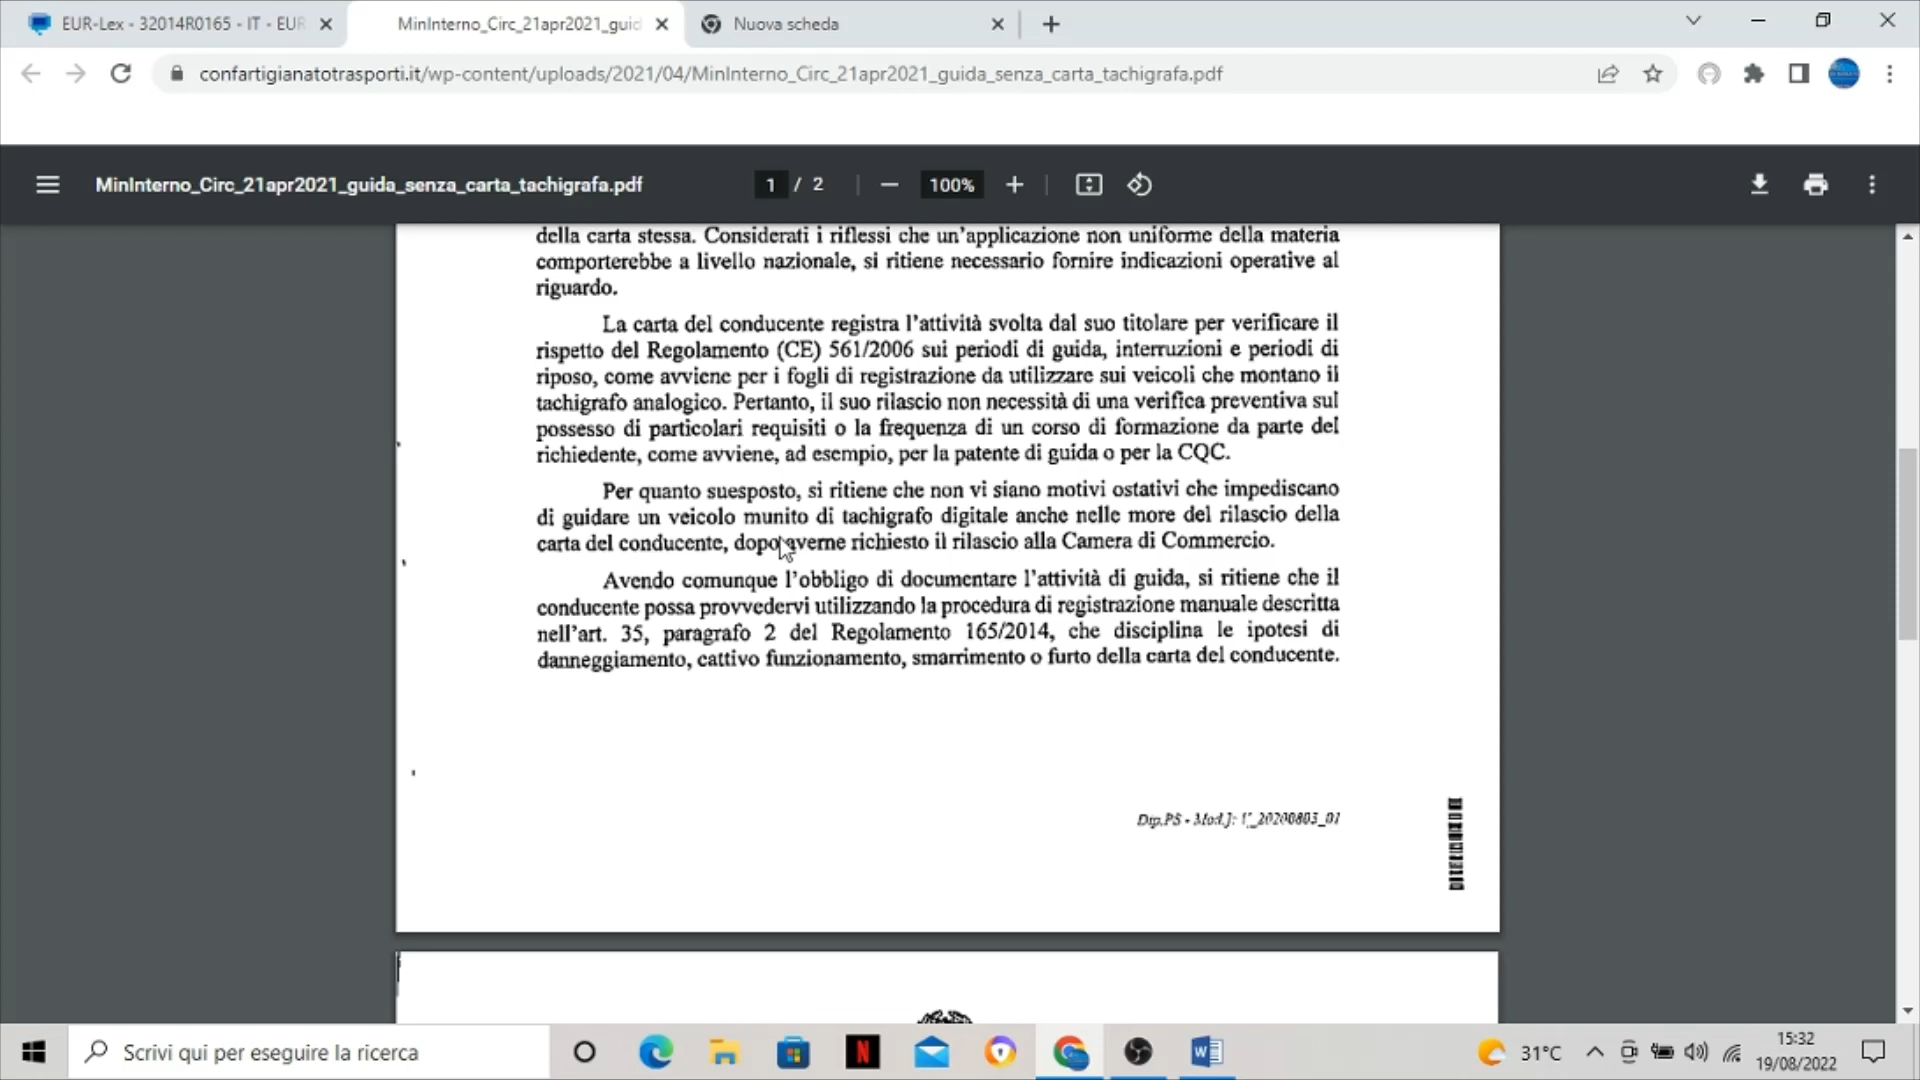 EUR-Lex - 32014R0165 - IT - EUR
MinInterno_Circ_21apr2021_guid
Nuova scheda
confartigianatotrasporti.it/wp-content/uploads/2021/04/MinInterno_Circ_21apr2021_guida_senza_carta_tachigrafa.pdf
MinInterno_Circ_21apr2021_guida_senza_carta_tachigrafa.pdf
1 / 2
100%
della carta stessa. Considerati i riflessi che un'applicazione non uniforme della materia
comporterebbe a livello nazionale, si ritiene necessario fornire indicazioni operative al
riguardo.
La carta del conducente registra l'attività svolta dal suo titolare per verificare il
rispetto del Regolamento (CE) 561/2006 sui periodi di guida, interruzioni e periodi di
riposo, come avviene per i fogli di registrazione da utilizzare sui veicoli che montano il
tachigrafo analogico. Pertanto, il suo rilascio non necessità di una verifica preventiva sul
possesso di particolari requisiti o la frequenza di un corso di formazione da parte del
richiedente, come avviene, ad esempio, per la patente di guida o per la CQC.
Per quanto suesposto, si ritiene che non vi siano motivi ostativi che impediscano
di guidare un veicolo munito di tachigrafo digitale anche nelle more del rilascio della
carta del conducente, dopo averne richiesto il rilascio alla Camera di Commercio.
Avendo comunque l'obbligo di documentare l'attività di guida, si ritiene che il
conducente possa provvedervi utilizzando la procedura di registrazione manuale descritta
nell'art. 35, paragrafo 2 del Regolamento 165/2014, che disciplina le ipotesi di
danneggiamento, cattivo funzionamento, smarrimento o furto della carta del conducente.
Dip.PS - Mod.
20200803_01
Scrivi qui per eseguire la ricerca
31°C
15:32
19/08/2022